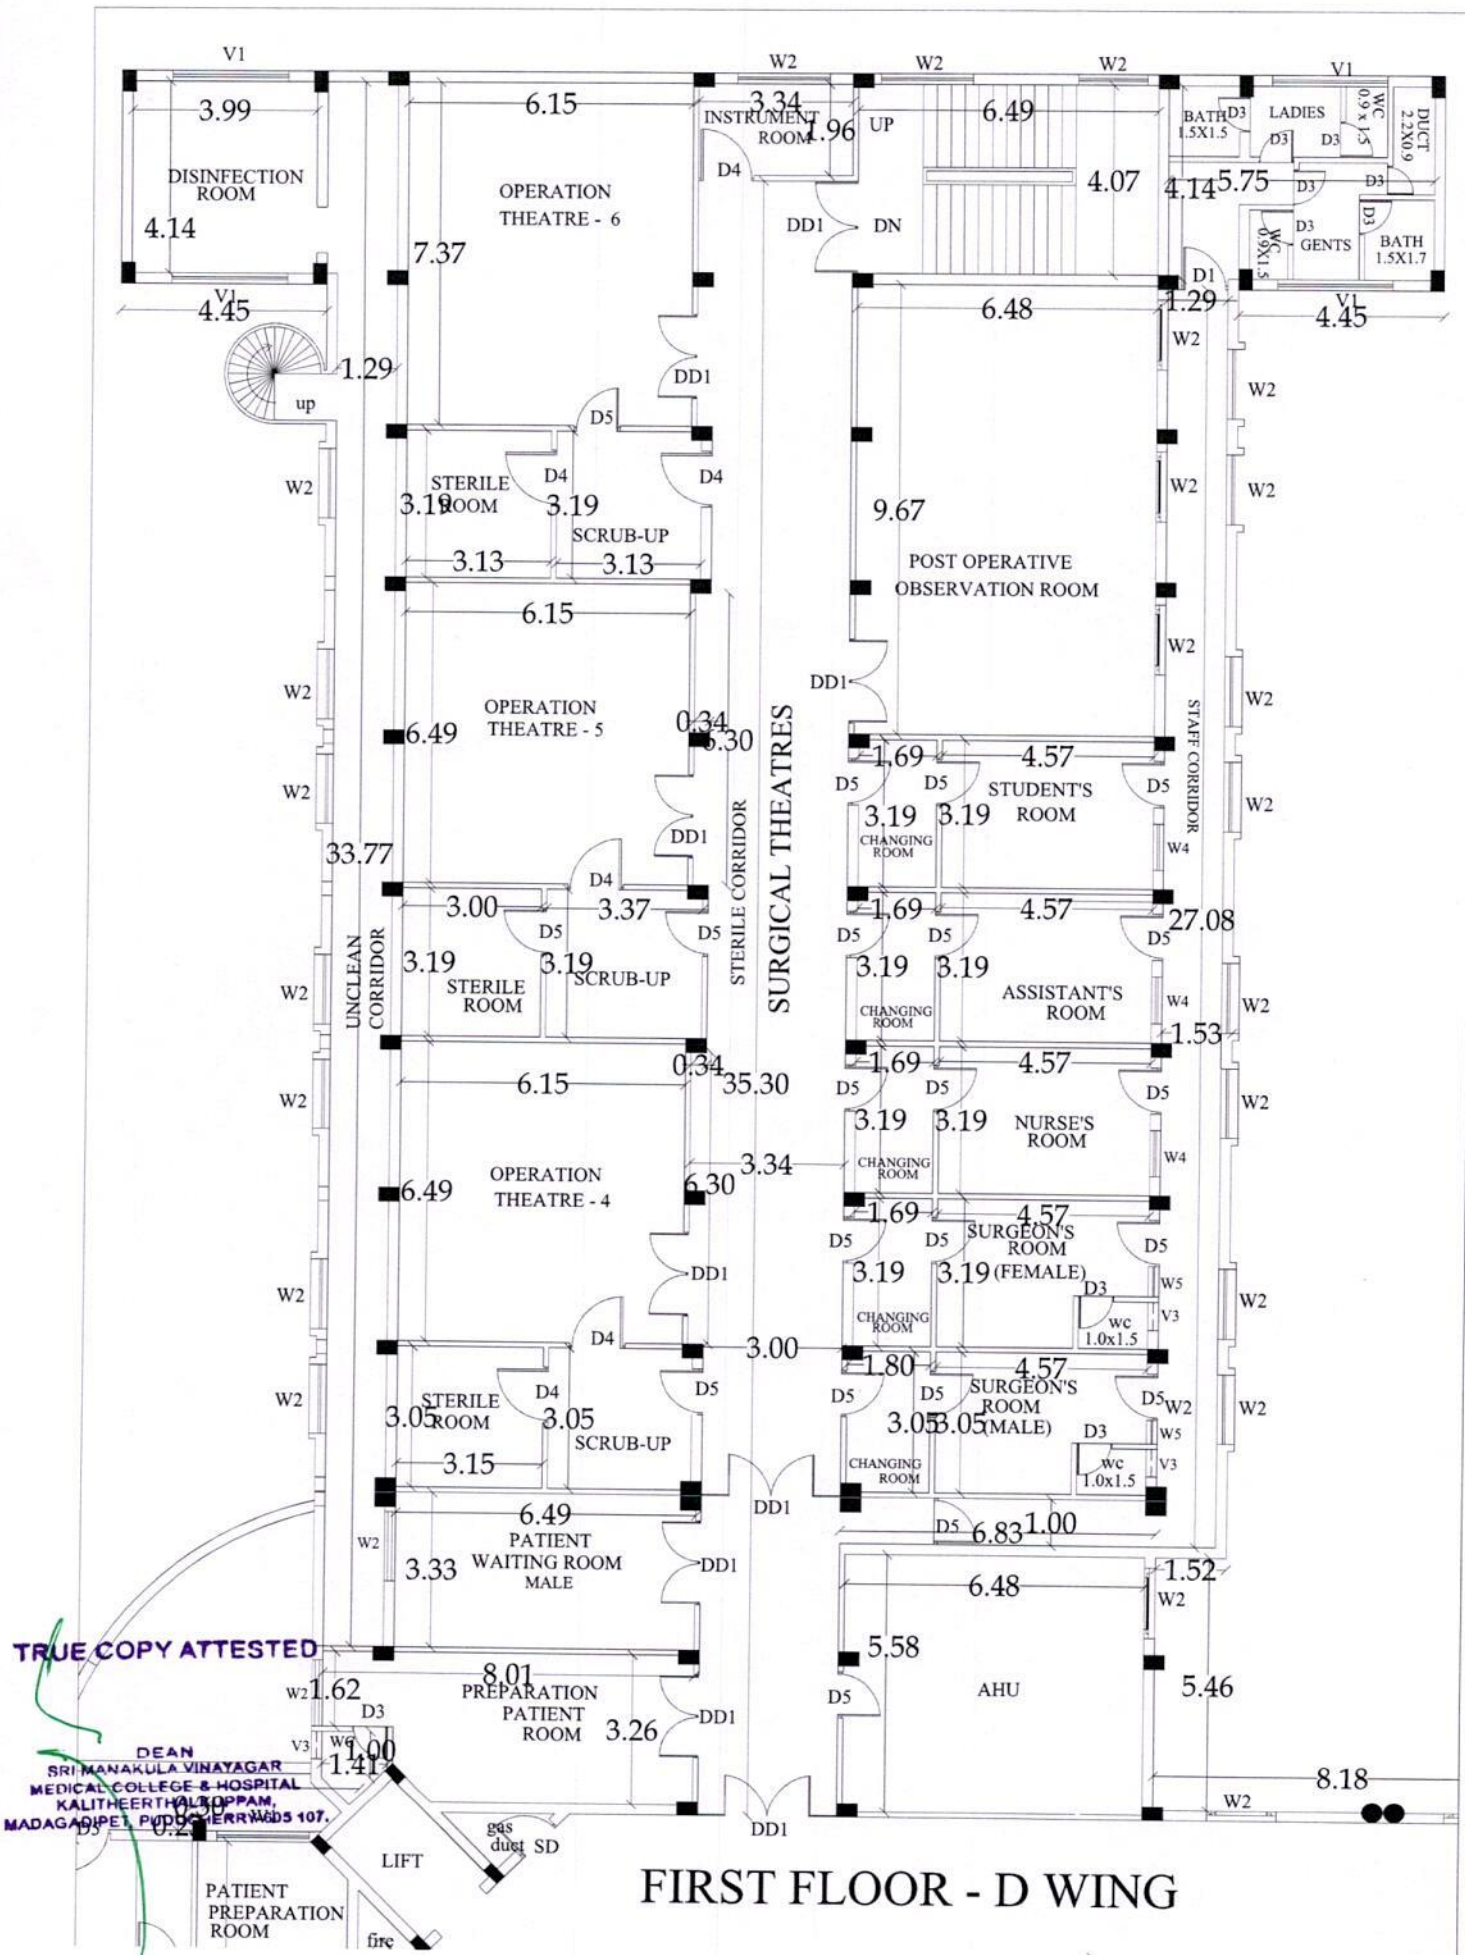 V1
W2
W2
W2
V1
3.99
6.15
3.34
6.49
INSTRUMENT
ROOM
1.96
UP
BATH
1.5X1.5
D3
LADIES
D3
D3
WC
0.9 x 1.5
DUCT
2.2X0.9
DISINFECTION
ROOM
4.14
OPERATION
THEATRE - 6
D4
4.07
4.14
5.75
D3
D3
7.37
DD1
DN
D3
WC
0.9X1.5
D3
GENTS
BATH
1.5X1.7
V1
4.45
D1
1.29
V1
4.45
6.48
W2
1.29
up
DD1
D5
W2
W2
STERILE
ROOM
3.19
D4
3.19
D4
SCRUB-UP
3.13
3.13
9.67
W2
W2
POST OPERATIVE
OBSERVATION ROOM
6.15
W2
W2
OPERATION
THEATRE - 5
6.49
0.34
6.30
DD1
W2
STAFF CORRIDOR
1.69
4.57
W2
D5
D5
STUDENT'S
ROOM
D5
W2
3.19
3.19
CHANGING
ROOM
W4
DD1
33.77
D4
STERILE CORRIDOR
SURGICAL THEATRES
3.00
3.37
1.69
4.57
27.08
UNCLEAN
CORRIDOR
D5
D5
D5
D5
D5
3.19
3.19
STERILE
ROOM
SCRUB-UP
3.19
3.19
ASSISTANT'S
ROOM
CHANGING
ROOM
W4
W2
W2
1.53
0.34
35.30
6.15
1.69
4.57
W2
D5
D5
D5
W2
3.19
3.19
NURSE'S
ROOM
CHANGING
ROOM
W4
3.34
OPERATION
THEATRE - 4
6.49
6.30
1.69
4.57
D5
D5
SURGEON'S
ROOM
(FEMALE)
D5
DD1
3.19
3.19
D3
W5
W2
W2
CHANGING
ROOM
wc
1.0x1.5
V3
D4
3.00
1.80
4.57
W2
STERILE
ROOM
3.05
D4
3.05
D5
D5
D5
SURGEON'S
ROOM
(MALE)
D5
W2
W2
3.05
3.05
D3
W5
SCRUB-UP
3.15
CHANGING
ROOM
wc
1.0x1.5
V3
6.49
DD1
D5
6.83
1.00
W2
PATIENT
WAITING ROOM
MALE
3.33
DD1
6.48
1.52
W2
TRUE COPY ATTESTED
5.58
8.01
W2
1.62
PREPARATION
PATIENT
ROOM
D3
3.26
DD1
D5
AHU
5.46
V3
1.00
1.41
DEAN
SRI MANAKULA VINAYAGAR
MEDICAL COLLEGE & HOSPITAL
KALITHEERTHALKUPPAM,
MADAGADIPET, PUDUCHERRY-605 107.
8.18
W2
D5
gas
duct
SD
DD1
LIFT
FIRST FLOOR - D WING
PATIENT
PREPARATION
ROOM
fire